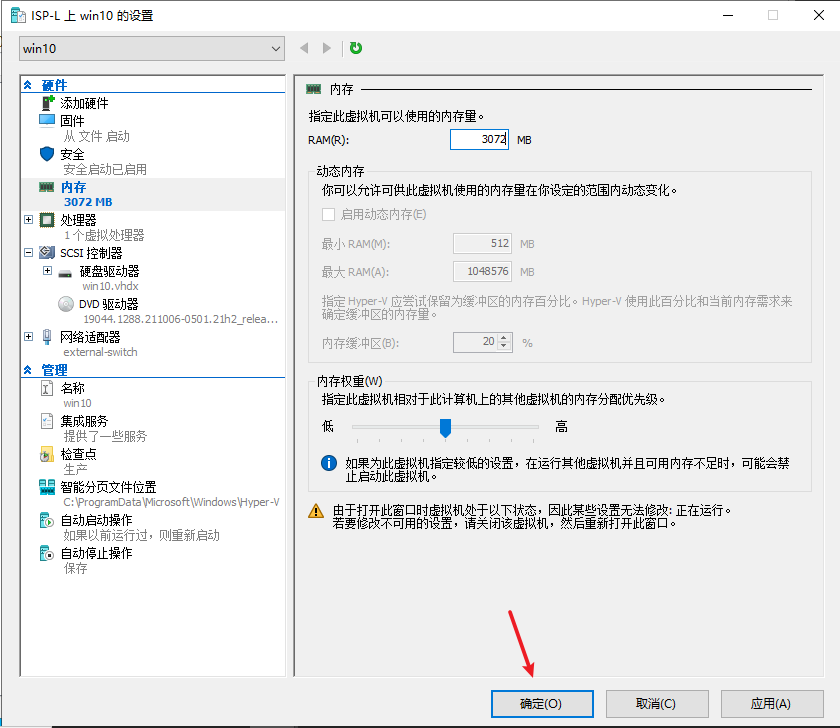 ISP-L 上 win10 的设置
win10
硬件
添加硬件
固件
从 文件 启动
安全
安全启动已启用
内存
3072 MB
处理器
1 个虚拟处理器
SCSI 控制器
硬盘驱动器
win10.vhdx
DVD 驱动器
19044.1288.211006-0501.21h2_relea...
网络适配器
external-switch
管理
名称
win10
集成服务
提供了一些服务
检查点
生产
智能分页文件位置
C:\ProgramData\Microsoft\Windows\Hyper-V
自动启动操作
如果以前运行过，则重新启动
自动停止操作
保存
内存
指定此虚拟机可以使用的内存量。
RAM(R): 3072 MB
动态内存
你可以允许可供此虚拟机使用的内存量在你设定的范围内动态变化。
启用动态内存(E)
最小 RAM(M): 512 MB
最大 RAM(A): 1048576 MB
指定 Hyper-V 应尝试保留为缓冲区的内存百分比。Hyper-V 使用此百分比和当前内存需求来
确定缓冲区的内存量。
内存缓冲区(B): 20 %
内存权重(W)
指定此虚拟机相对于此计算机上的其他虚拟机的内存分配优先级。
低 高
如果为此虚拟机指定较低的设置，在运行其他虚拟机并且可用内存不足时，可能会禁
止启动此虚拟机。
由于打开此窗口时虚拟机处于以下状态，因此某些设置无法修改: 正在运行。
若要修改不可用的设置，请关闭该虚拟机，然后重新打开此窗口。
确定(O) 取消(C) 应用(A)